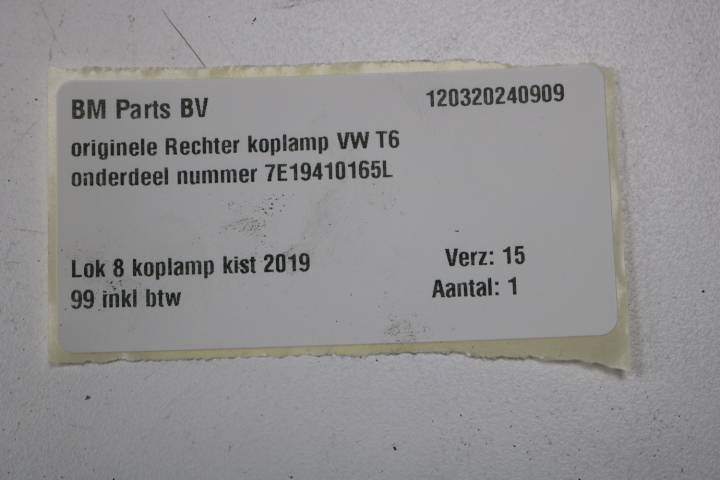 BM Parts BV 120320240909
originele Rechter koplamp VW T6
onderdeel nummer 7E19410165L
Lok 8 koplamp kist 2019 Verz: 15
99 inkl btw Aantal: 1